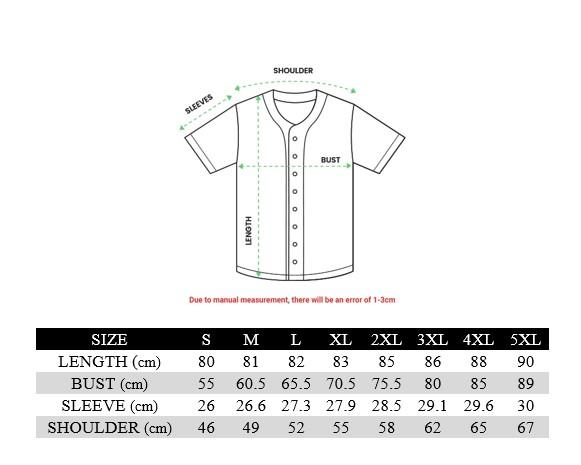 SHOULDER
SLEEVES
BUST
LENGTH
Due to manual measurement, there will be an error of 1-3cm
SIZE S M L XL 2XL 3XL 4XL 5XL
LENGTH (cm) 80 81 82 83 85 86 88 90
BUST (cm) 55 60.5 65.5 70.5 75.5 80 85 89
SLEEVE (cm) 26 26.6 27.3 27.9 28.5 29.1 29.6 30
SHOULDER (cm) 46 49 52 55 58 62 65 67